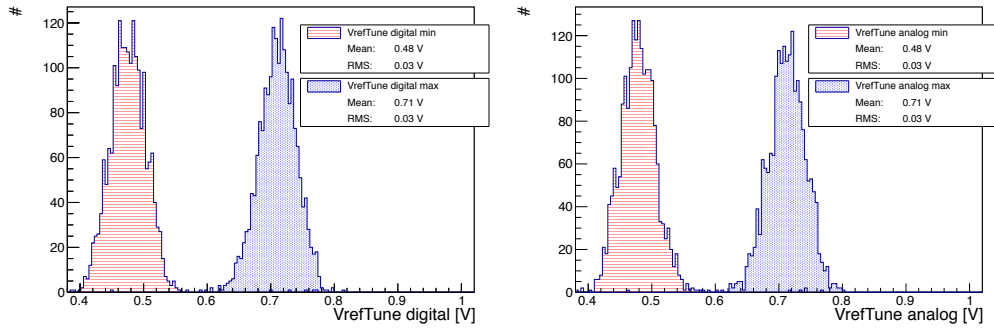 #
120
100
80
60
40
20
0
VrefTune digital min
Mean: 0.48 V
RMS: 0.03 V
VrefTune digital max
Mean: 0.71 V
RMS: 0.03 V
0.4 0.5 0.6 0.7 0.8 0.9 1
VrefTune digital [V]
#
120
100
80
60
40
20
0
VrefTune analog min
Mean: 0.48 V
RMS: 0.03 V
VrefTune analog max
Mean: 0.71 V
RMS: 0.03 V
0.4 0.5 0.6 0.7 0.8 0.9 1
VrefTune analog [V]